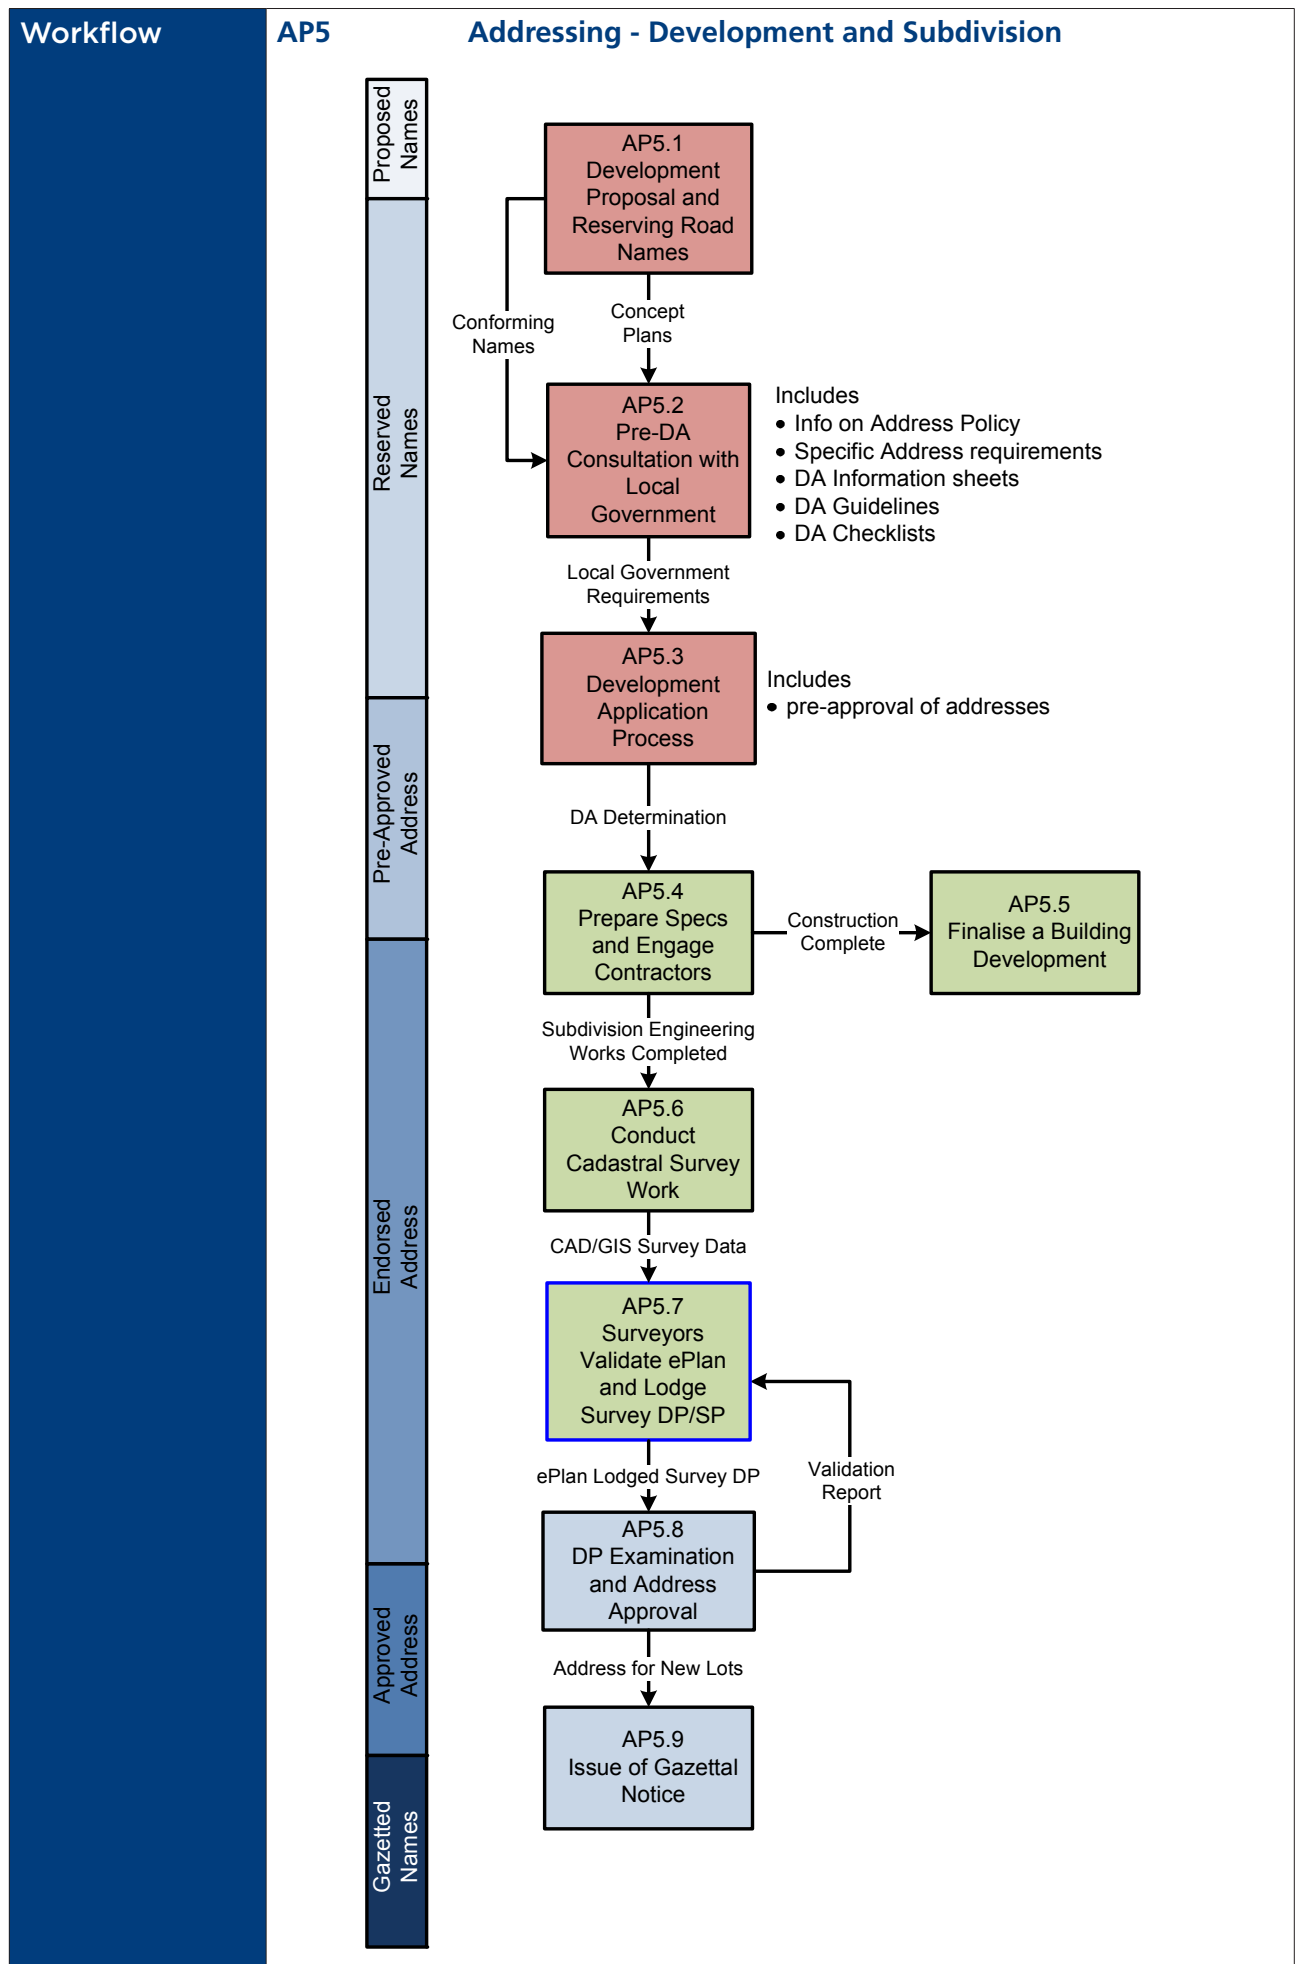 Workflow
AP5
Addressing - Development and Subdivision
Proposed
Names
AP5.1
Development
Proposal and
Reserving Road
Names
Conforming
Names
Concept
Plans
Reserved
Names
AP5.2
Pre-DA
Consultation with
Local
Government
Includes
• Info on Address Policy
• Specific Address requirements
• DA Information sheets
• DA Guidelines
• DA Checklists
Local Government
Requirements
AP5.3
Development
Application
Process
Includes
• pre-approval of addresses
Pre-Approved
Address
DA Determination
AP5.4
Prepare Specs
and Engage
Contractors
Construction
Complete
AP5.5
Finalise a Building
Development
Subdivision Engineering
Works Completed
Endorsed
Address
AP5.6
Conduct
Cadastral Survey
Work
CAD/GIS Survey Data
AP5.7
Surveyors
Validate ePlan
and Lodge
Survey DP/SP
ePlan Lodged Survey DP
Validation
Report
AP5.8
DP Examination
and Address
Approval
Approved
Address
Address for New Lots
AP5.9
Issue of Gazettal
Notice
Gazetted
Names